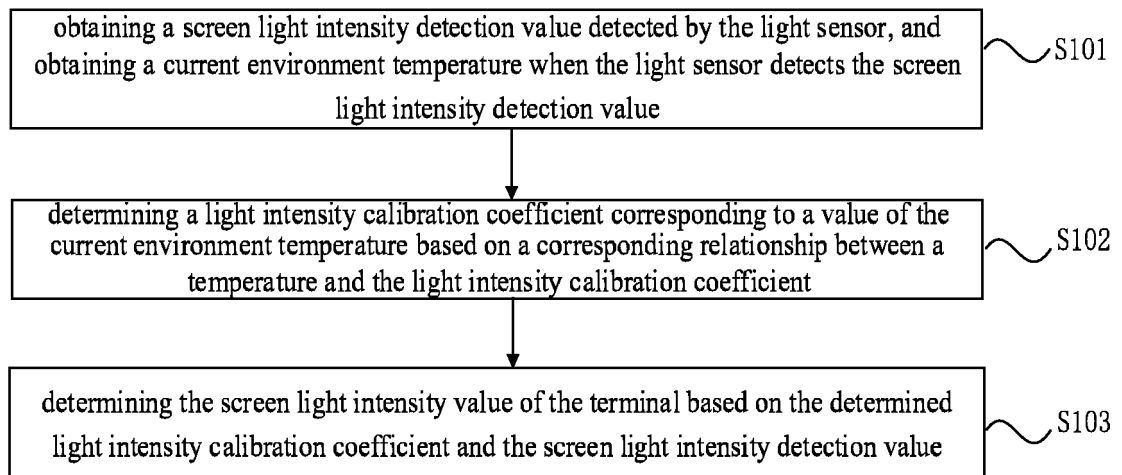 obtaining a screen light intensity detection value detected by the light sensor, and
obtaining a current environment temperature when the light sensor detects the screen
light intensity detection value
S101
determining a light intensity calibration coefficient corresponding to a value of the
current environment temperature based on a corresponding relationship between a
temperature and the light intensity calibration coefficient
S102
determining the screen light intensity value of the terminal based on the determined
light intensity calibration coefficient and the screen light intensity detection value
S103